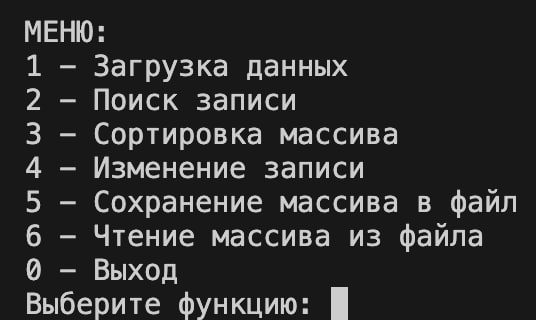 МЕНЮ:
1 – Загрузка данных
2 – Поиск записи
3 – Сортировка массива
4 – Изменение записи
5 – Сохранение массива в файл
6 – Чтение массива из файла
0 – Выход
Выберите функцию: